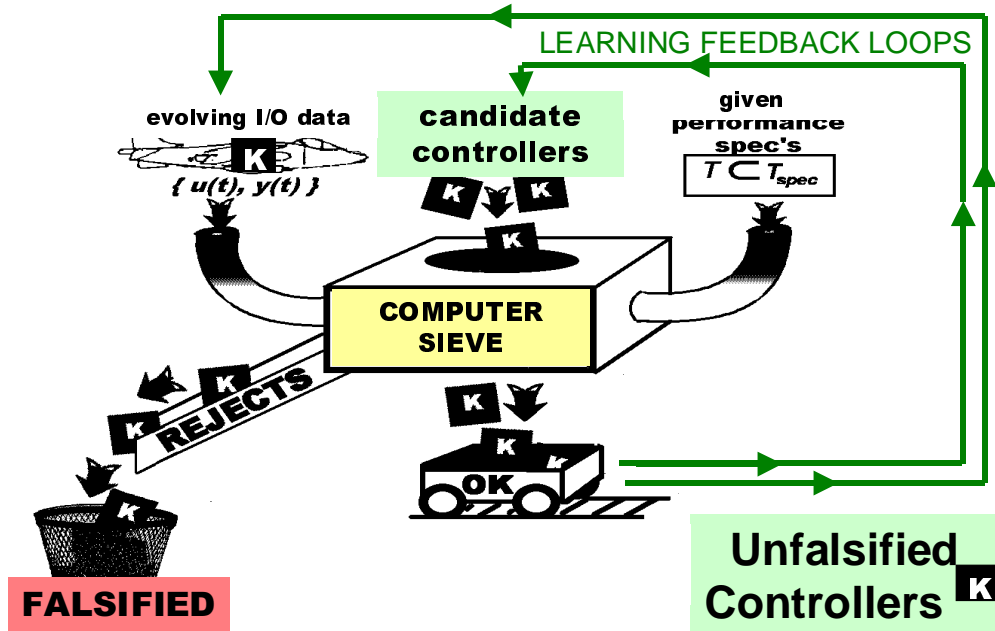 LEARNING FEEDBACK LOOPS
evolving I/O data
K
{ u(t), y(t) }
candidate
controllers
K
K
K
given
performance
spec's
T ⊂ Tspec
COMPUTER
SIEVE
K
K
REJECTS
K
FALSIFIED
K
K
K
OK
Unfalsified
Controllers K